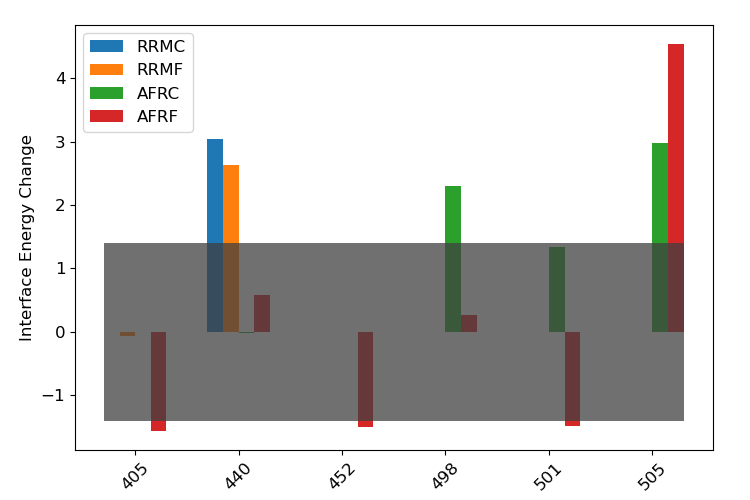 RRMC
RRMF
AFRC
AFRF
Interface Energy Change
4
3
2
1
0
−1
405
440
452
498
501
505